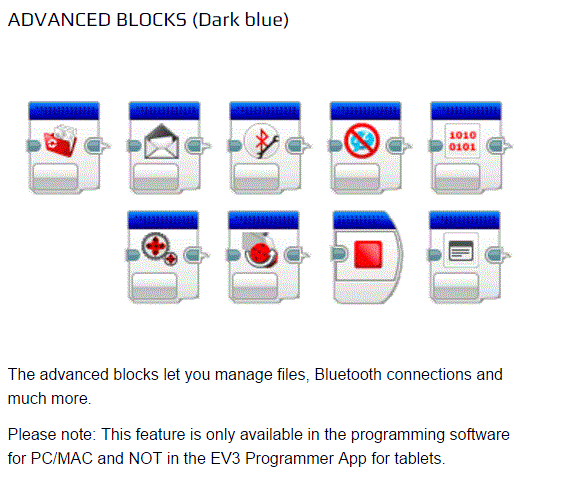 ADVANCED BLOCKS (Dark blue)
1010
0101
The advanced blocks let you manage files, Bluetooth connections and
much more.
Please note: This feature is only available in the programming software
for PC/MAC and NOT in the EV3 Programmer App for tablets.